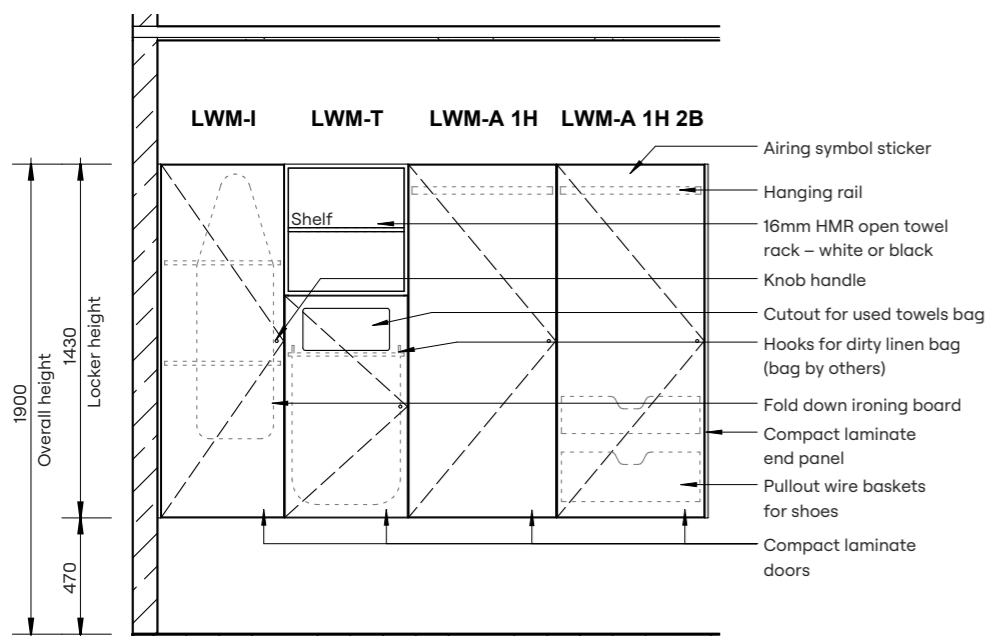 LWM-I
LWM-T
LWM-A 1H
LWM-A 1H 2B
Airing symbol sticker
Hanging rail
Shelf
16mm HMR open towel
rack – white or black
Knob handle
Cutout for used towels bag
Hooks for dirty linen bag
(bag by others)
Fold down ironing board
Compact laminate
end panel
Pullout wire baskets
for shoes
Compact laminate
doors
1900
Overall height
1430
Locker height
470